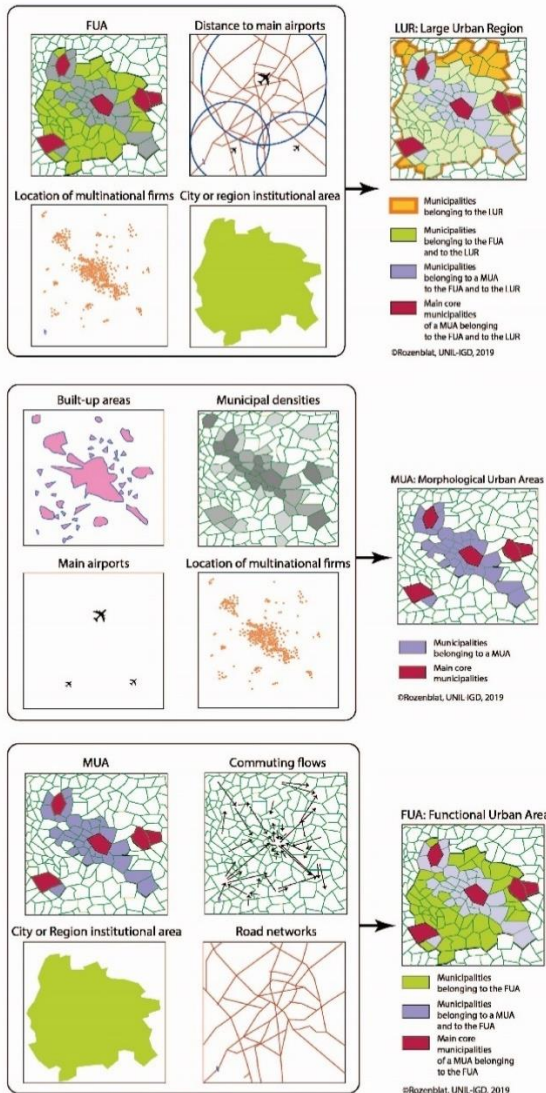 FUA
Distance to main airports
Location of multinational firms
City or region institutional area
LUR: Large Urban Region
Municipalities
belonging to the LUR
Municipalities
belonging to the FUA
and to the LUR
Municipalities
belonging to a MUA
to the FUA and to the LUR
Main core
municipalities
of a MUA belonging
to the FUA and to the LUR
©Rozenblat, UNIL-IGD, 2019
Built-up areas
Municipal densities
Main airports
Location of multinational firms
MUA: Morphological Urban Areas
Municipalities
belonging to a MUA
Main core
municipalities
©Rozenblat, UNIL-IGD, 2019
MUA
Commuting flows
City or Region institutional area
Road networks
FUA: Functional Urban Area
Municipalities
belonging to the FUA
Municipalities
belonging to a MUA
and to the FUA
Main core
municipalities
of a MUA belonging
to the FUA
©Rozenblat, UNIL-IGD, 2019